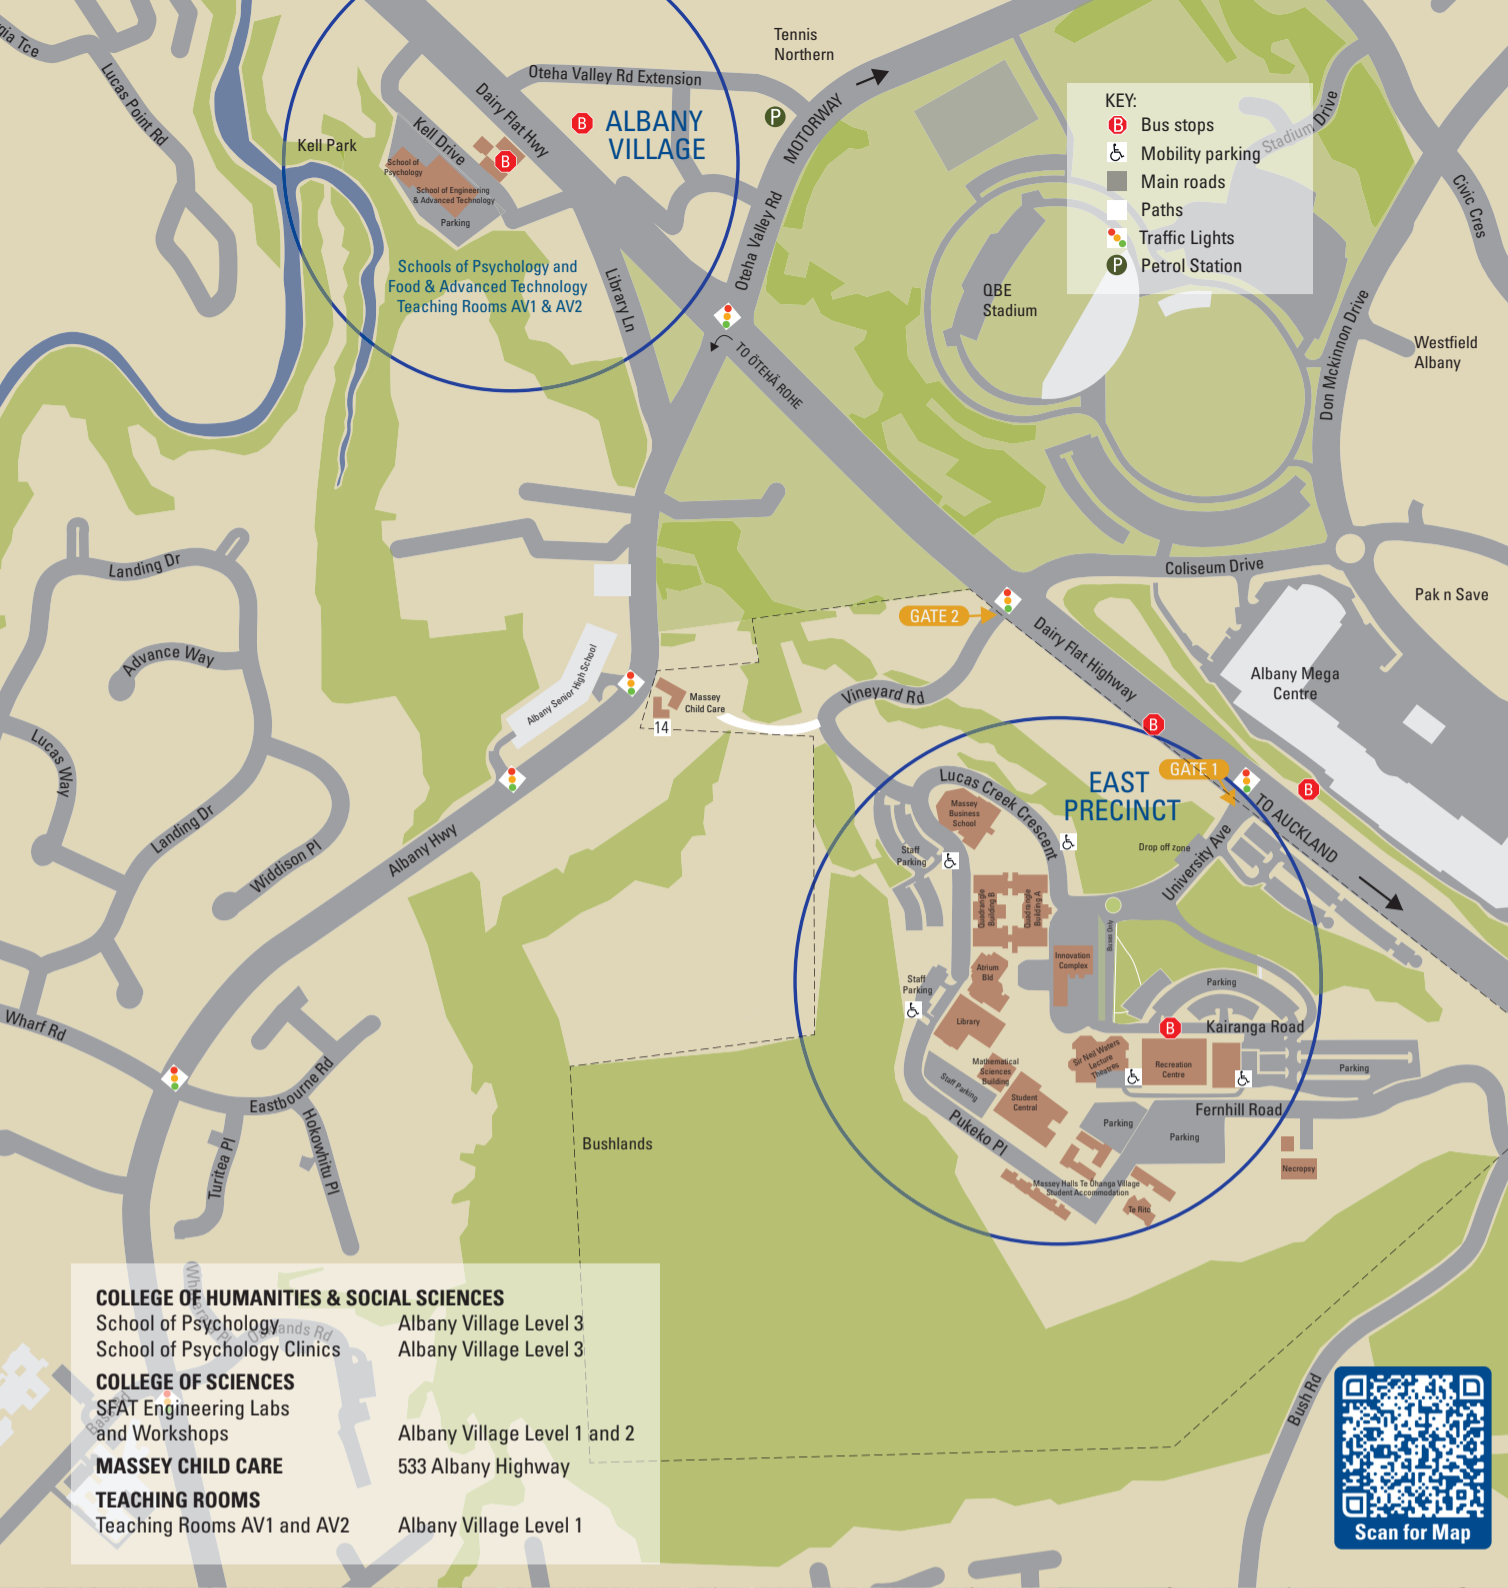 gia Tce
Lucas Point Rd
Kell Park
Kell Drive
Dairy Flat Hwy
Oteha Valley Rd Extension
Tennis
Northern
B
ALBANY
VILLAGE
P
MOTORWAY
Oteha Valley Rd
B
School of
Psychology
School of Engineering
& Advanced Technology
Parking
Schools of Psychology and
Food & Advanced Technology
Teaching Rooms AV1 & AV2
Library Ln
TO ŌTEHĀ ROHE
QBE
Stadium
KEY:
B Bus stops
Mobility parking
Main roads
Paths
Traffic Lights
P Petrol Station
Stadium Drive
Civic Cres
Don Mckinnon Drive
Westfield
Albany
Coliseum Drive
Pak n Save
Albany Mega
Centre
GATE 2
Dairy Flat Highway
Vineyard Rd
Landing Dr
Advance Way
Lucas Way
Landing Dr
Widdison Pl
Albany Hwy
Albany Senior High School
Massey
Child Care
14
B
GATE 1
B
TO AUCKLAND
EAST
PRECINCT
Lucas Creek Crescent
Massey
Business
School
Staff
Parking
Drop off zone
University Ave
Quadrangle
Building B
Quadrangle
Building A
Buses Only
Innovation
Complex
Atrium
Bld
Staff
Parking
Library
Parking
B
Kairanga Road
Mathematical
Sciences
Building
Sir Neil Waters
Lecture
Theatres
Recreation
Centre
Parking
Staff Parking
Student
Central
Fernhill Road
Parking
Parking
Pukeko Pl
Necropsy
Massey Halls Te Ohanga Village
Student Accommodation
Te Rito
Wharf Rd
Eastbourne Rd
Turitea Pl
Hokowhitu Pl
Bushlands
Bush Rd
COLLEGE OF HUMANITIES & SOCIAL SCIENCES
School of Psychology Albany Village Level 3
School of Psychology Clinics Albany Village Level 3
COLLEGE OF SCIENCES
SFAT Engineering Labs
and Workshops Albany Village Level 1 and 2
MASSEY CHILD CARE 533 Albany Highway
TEACHING ROOMS
Teaching Rooms AV1 and AV2 Albany Village Level 1
Scan for Map